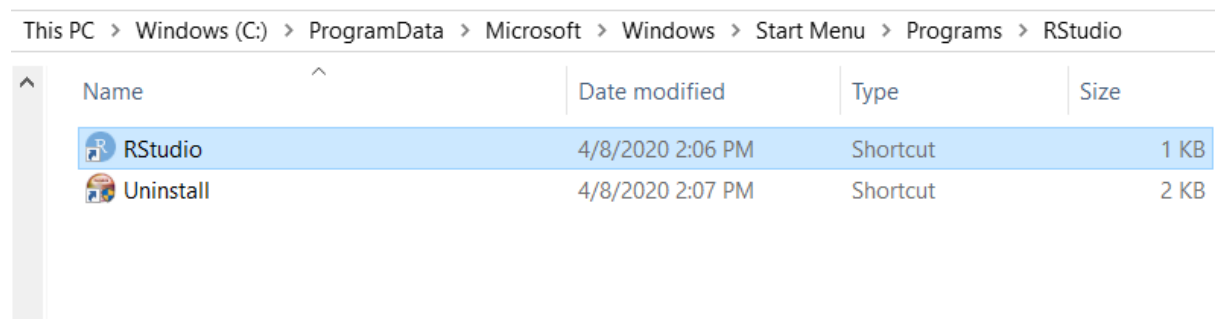 This PC > Windows (C:) > ProgramData > Microsoft > Windows > Start Menu > Programs > RStudio
Name Date modified Type Size
RStudio 4/8/2020 2:06 PM Shortcut 1 KB
Uninstall 4/8/2020 2:07 PM Shortcut 2 KB